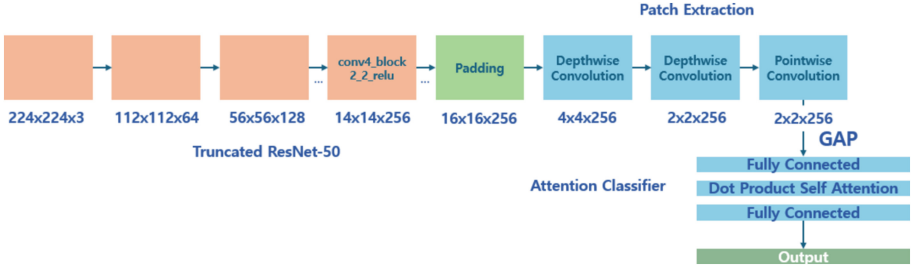 Patch Extraction
conv4_block
2_2_relu
...
...
Padding
Depthwise
Convolution
Depthwise
Convolution
Pointwise
Convolution
224x224x3
112x112x64
56x56x128
14x14x256
16x16x256
4x4x256
2x2x256
2x2x256
Truncated ResNet-50
GAP
Fully Connected
Attention Classifier
Dot Product Self Attention
Fully Connected
Output